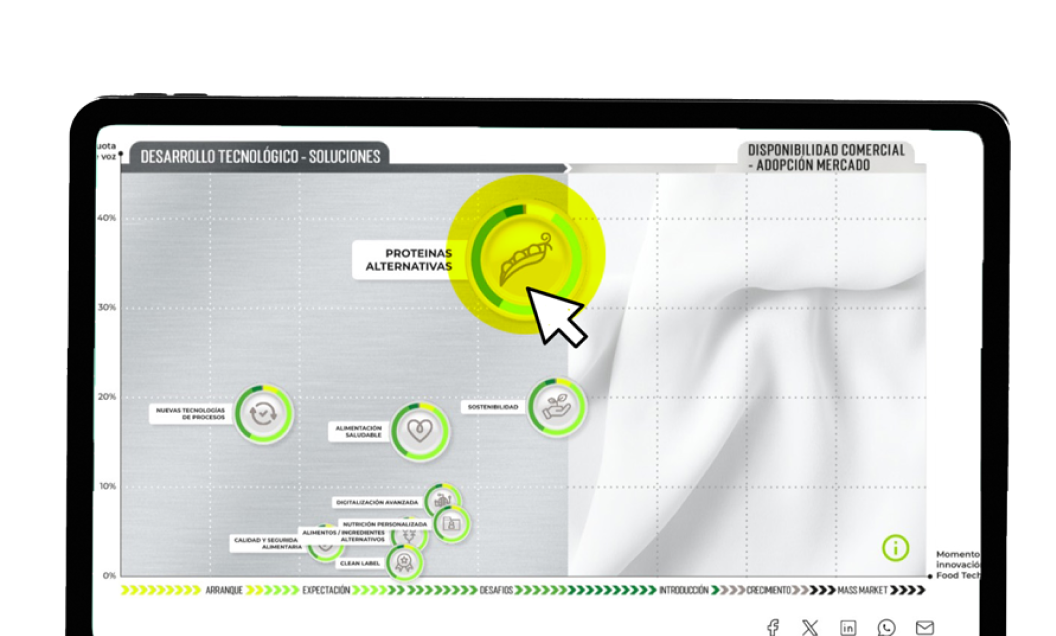 uota
voz
DESARROLLO TECNOLÓGICO - SOLUCIONES
DISPONIBILIDAD COMERCIAL
- ADOPCIÓN MERCADO
40%
PROTEINAS
ALTERNATIVAS
30%
20%
NUEVAS TECNOLOGÍAS
DE PROCESOS
SOSTENIBILIDAD
ALIMENTACIÓN
SALUDABLE
10%
DIGITALIZACIÓN AVANZADA
NUTRICIÓN PERSONALIZADA
ALIMENTOS / INGREDIENTES
ALTERNATIVOS
CALIDAD Y SEGURIDA
ALIMENTARIA
CLEAN LABEL
0%
Momento
innovació
Food Tech
ARRANQUE EXPECTACIÓN DESAFIOS INTRODUCCIÓN CRECIMIENTO MASS MARKET